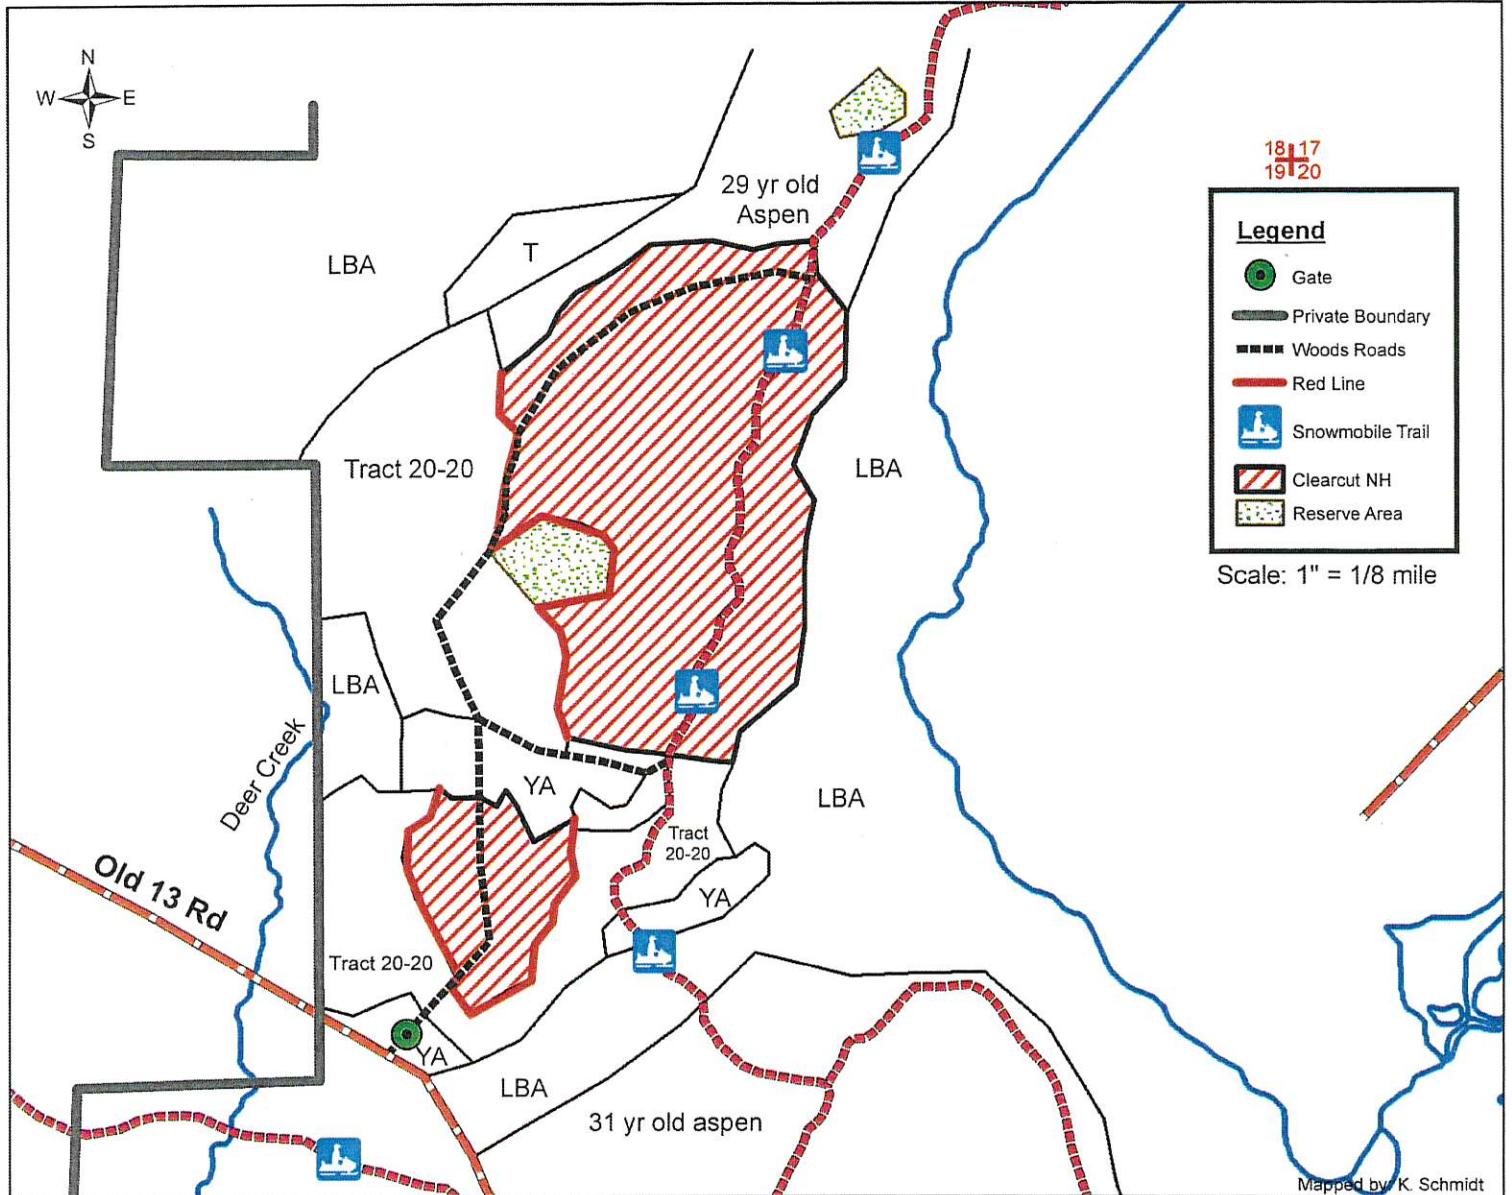 N
W E
S
18 17
19 20
29 yr old
Aspen
T
LBA
Legend
Gate
Private Boundary
Woods Roads
Red Line
Snowmobile Trail
Clearcut NH
Reserve Area
Scale: 1" = 1/8 mile
Tract 20-20
LBA
LBA
Deer Creek
YA
LBA
Tract
20-20
Old 13 Rd
YA
Tract 20-20
YA
LBA
31 yr old aspen
Mapped by: K. Schmidt